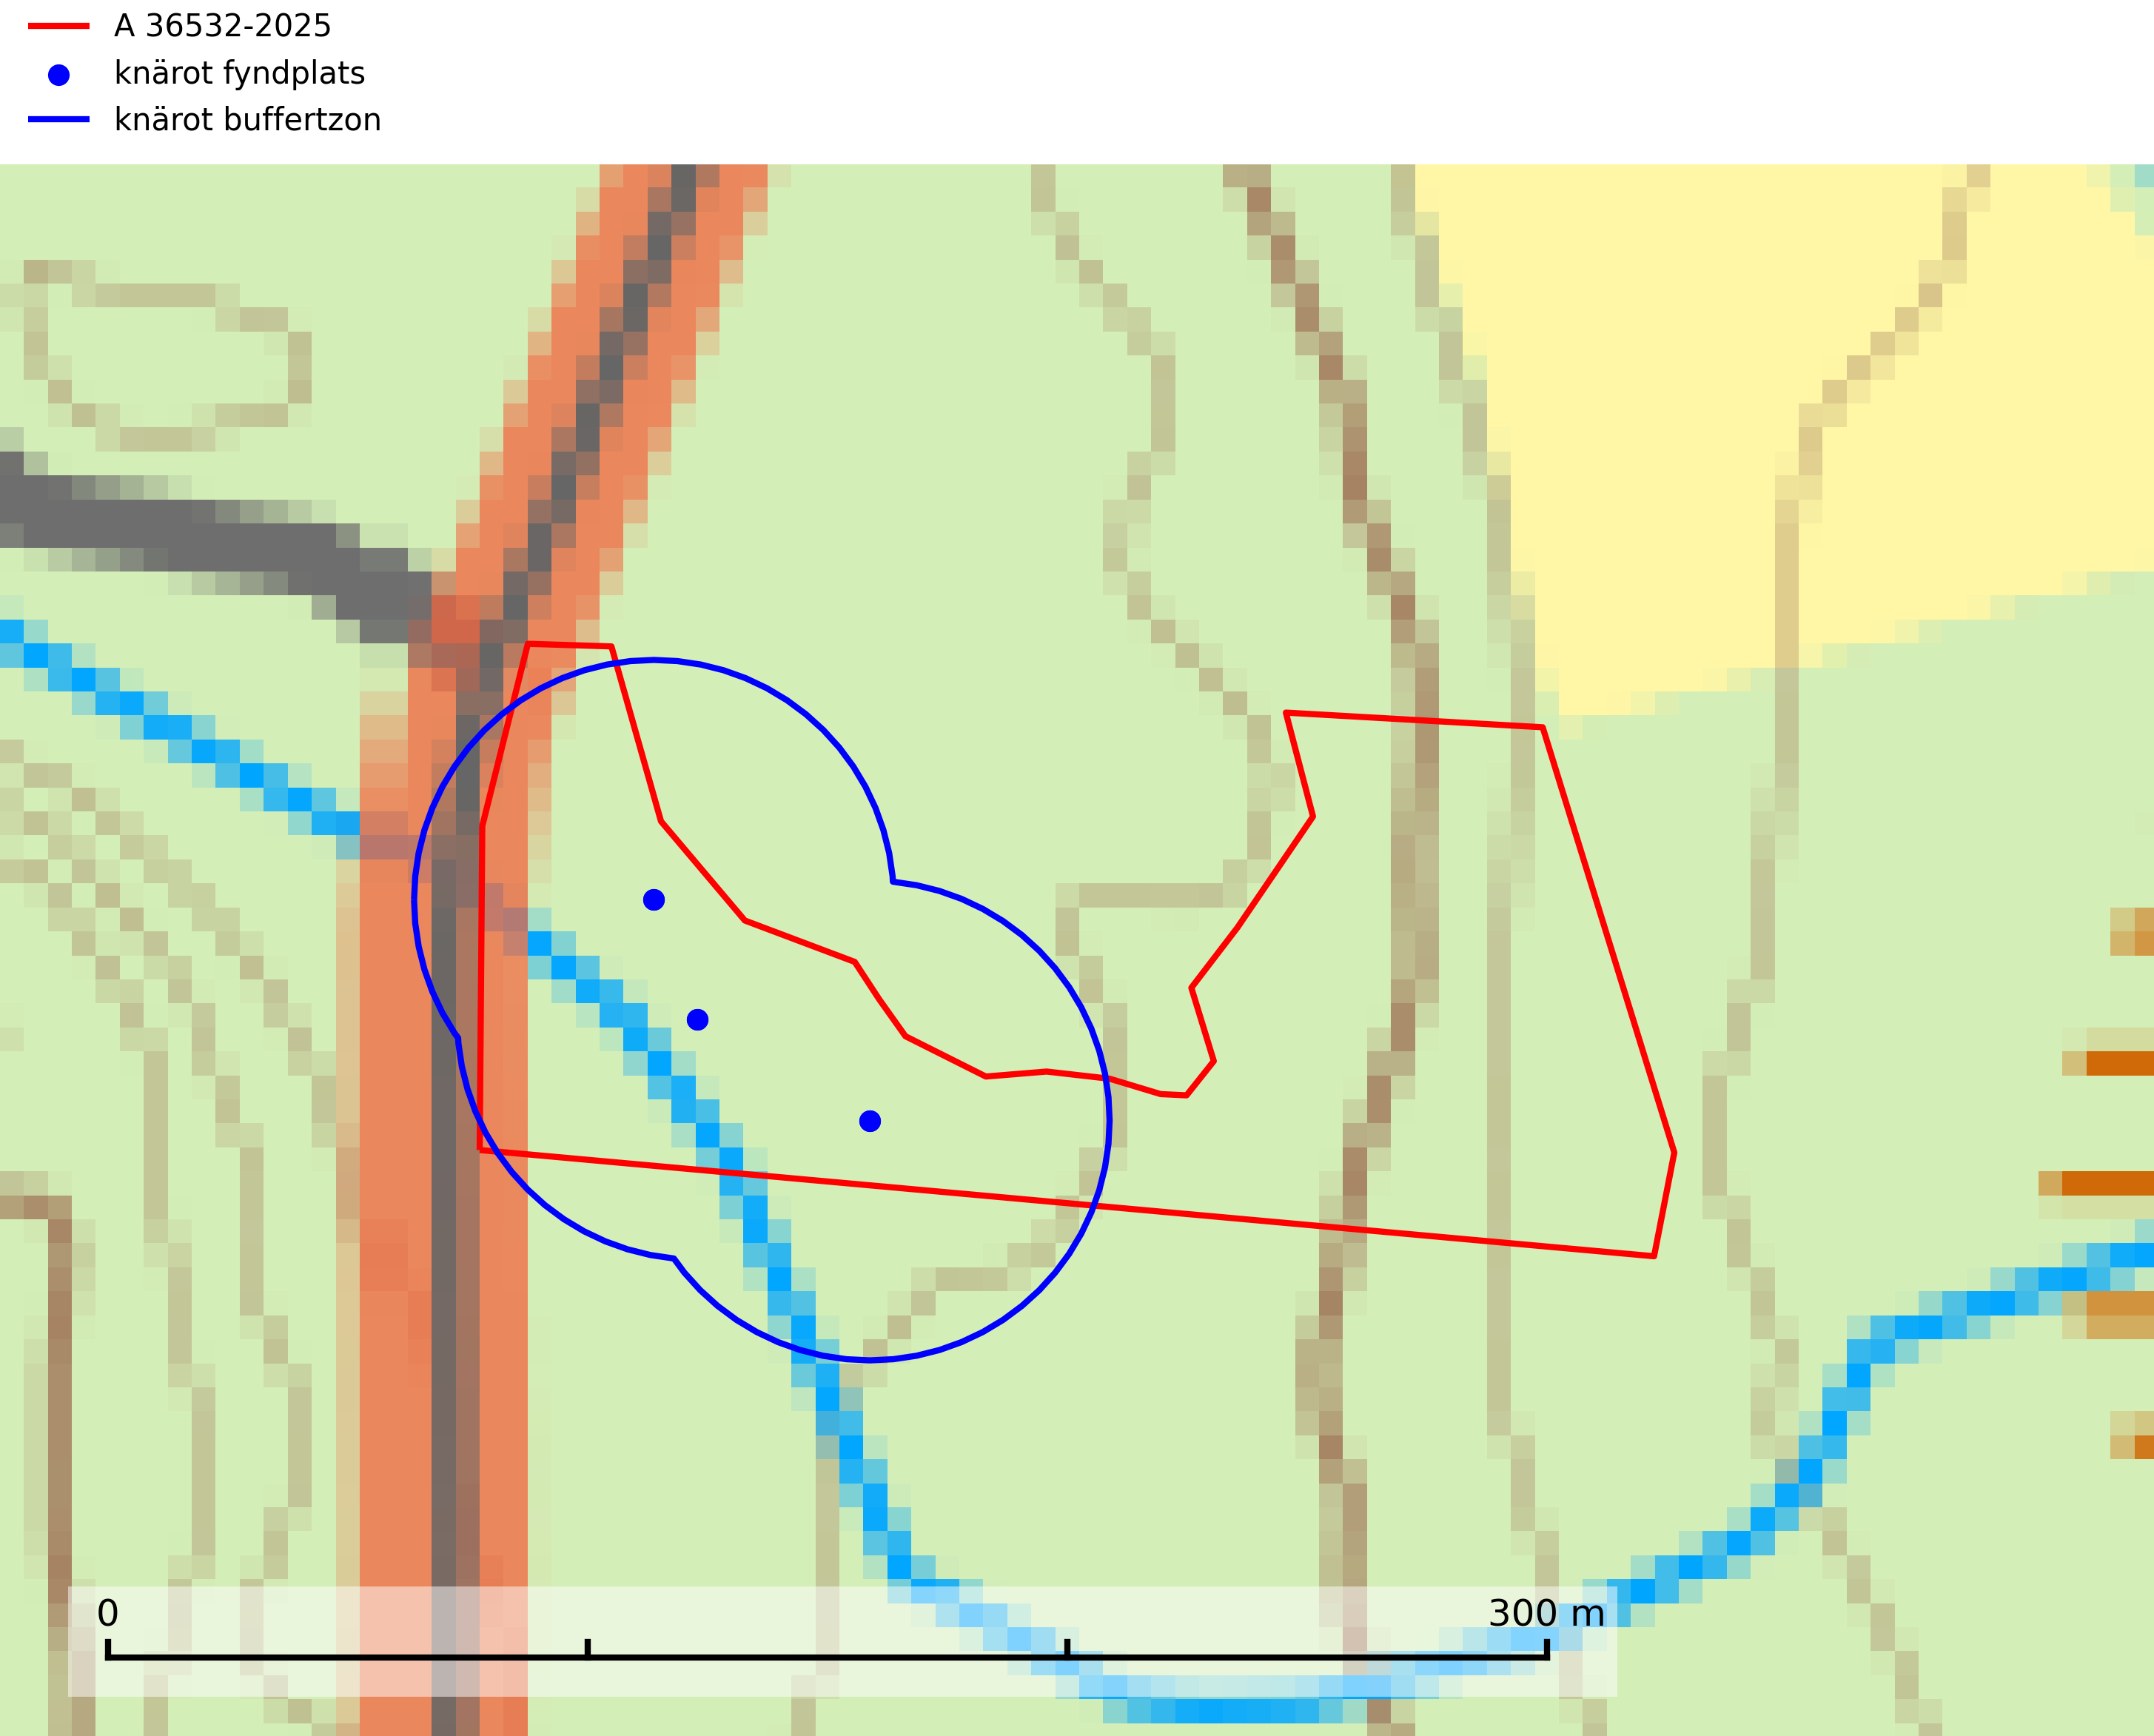 A 36532-2025
knärot fyndplats
knärot buffertzon
0 300 m